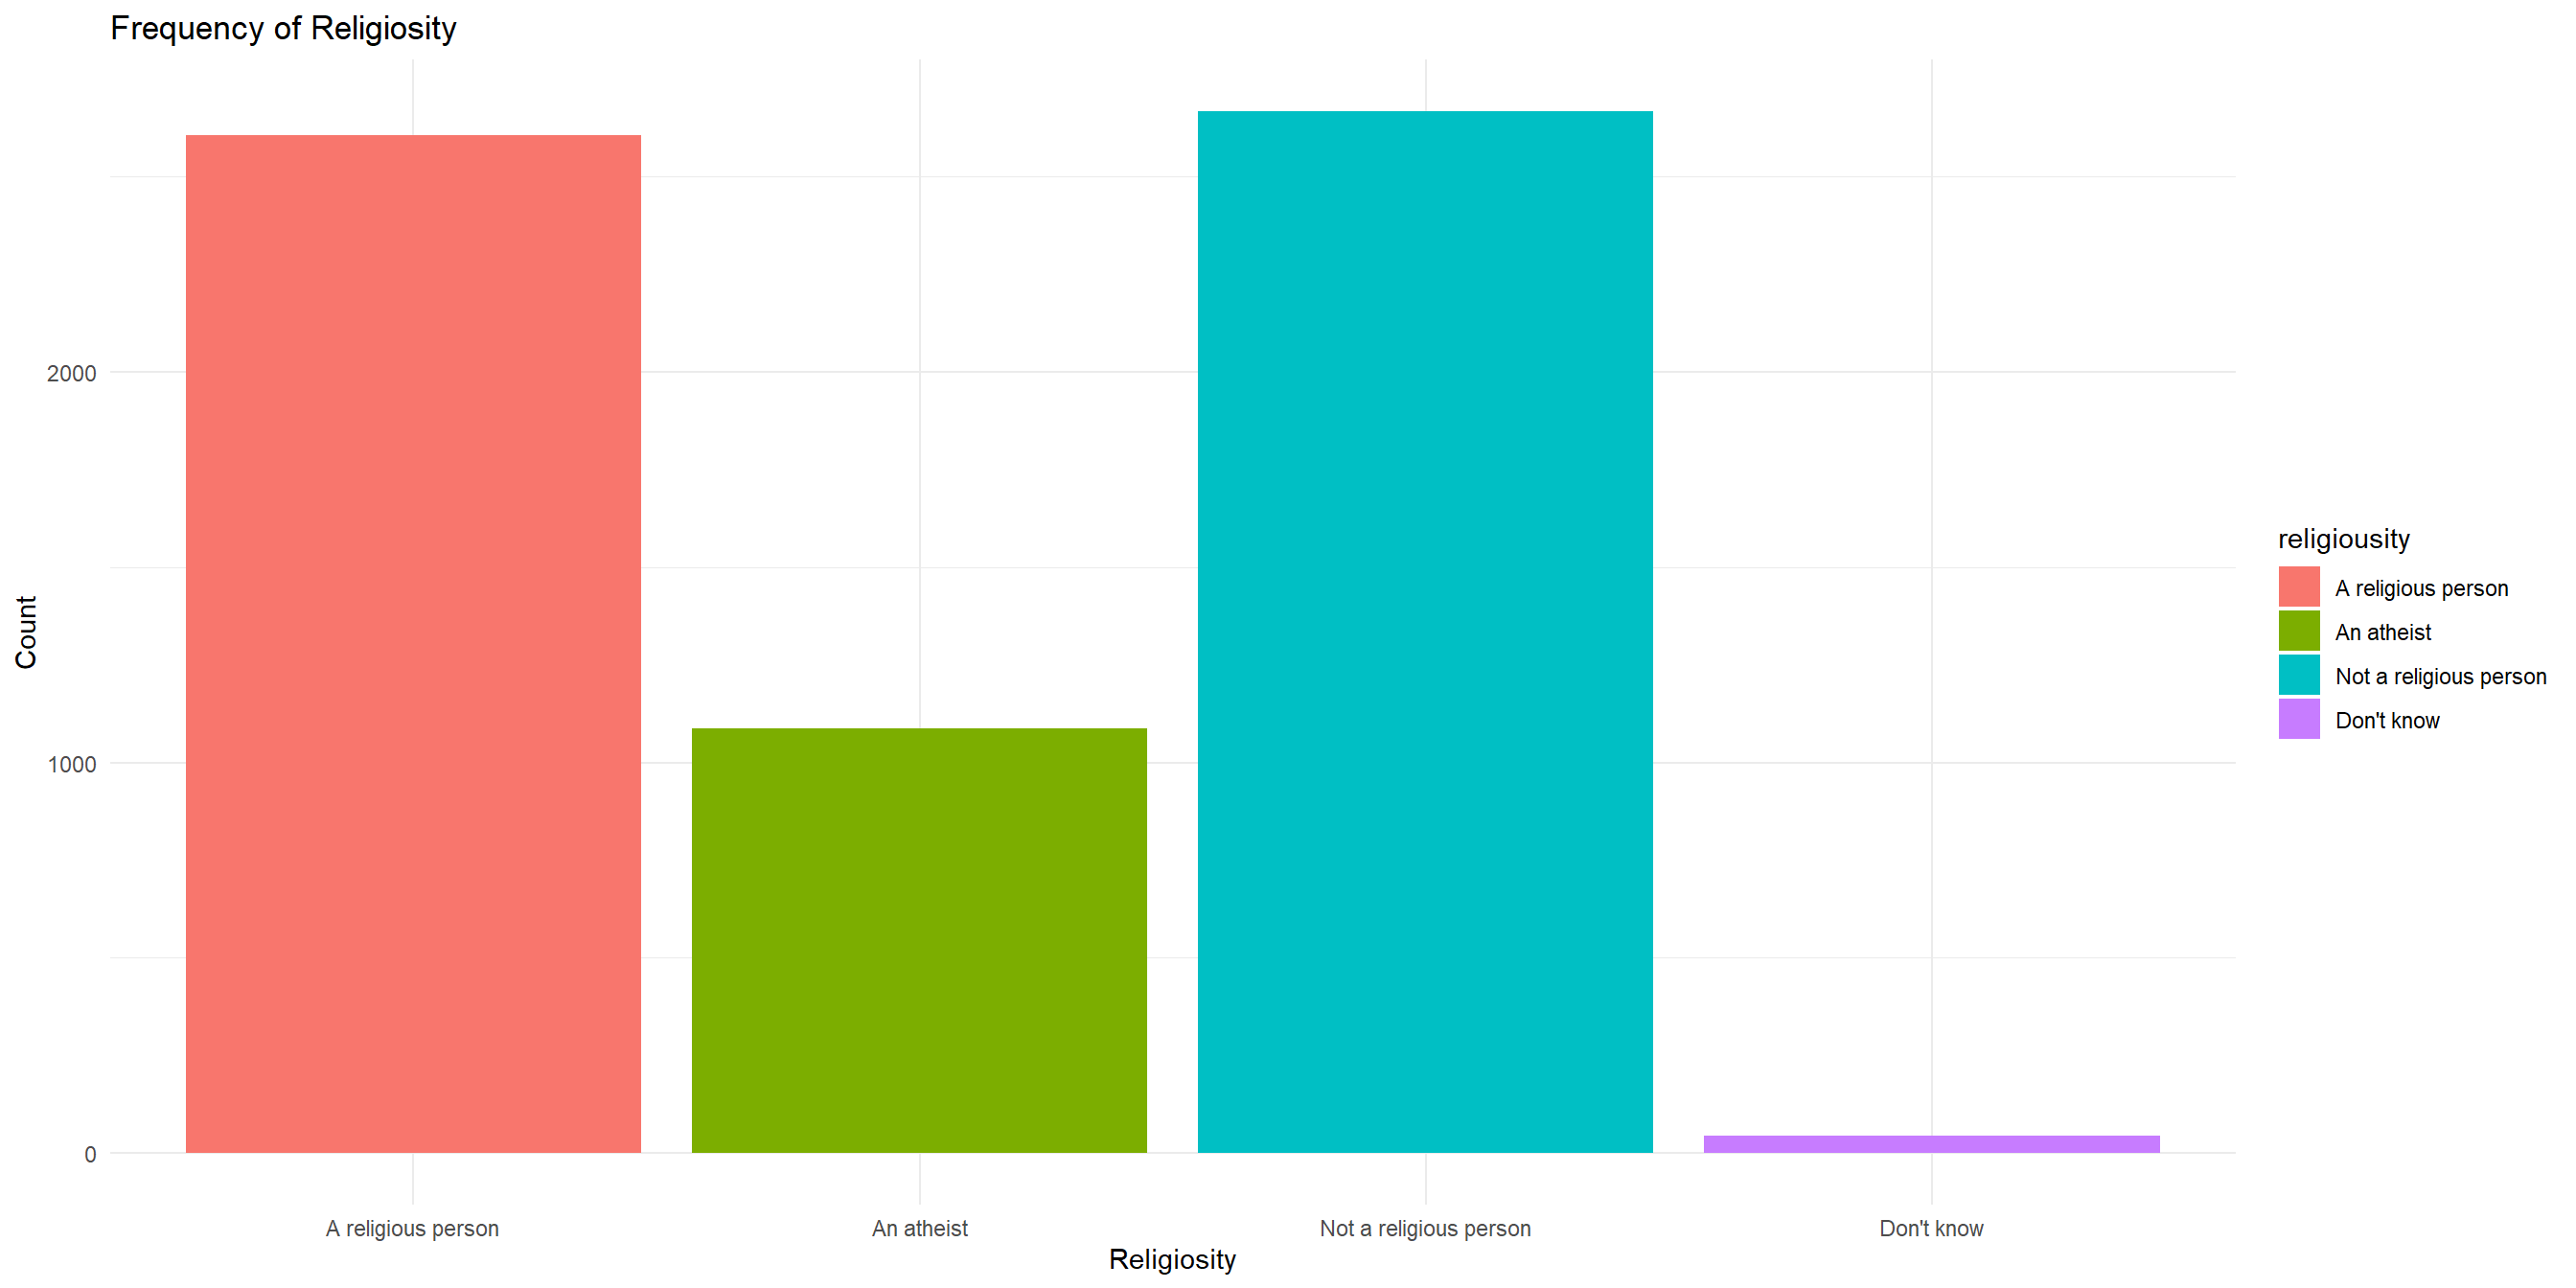 Frequency of Religiosity
Count
2000
1000
0
A religious person
An atheist
Not a religious person
Don't know
Religiosity
religiousity
A religious person
An atheist
Not a religious person
Don't know